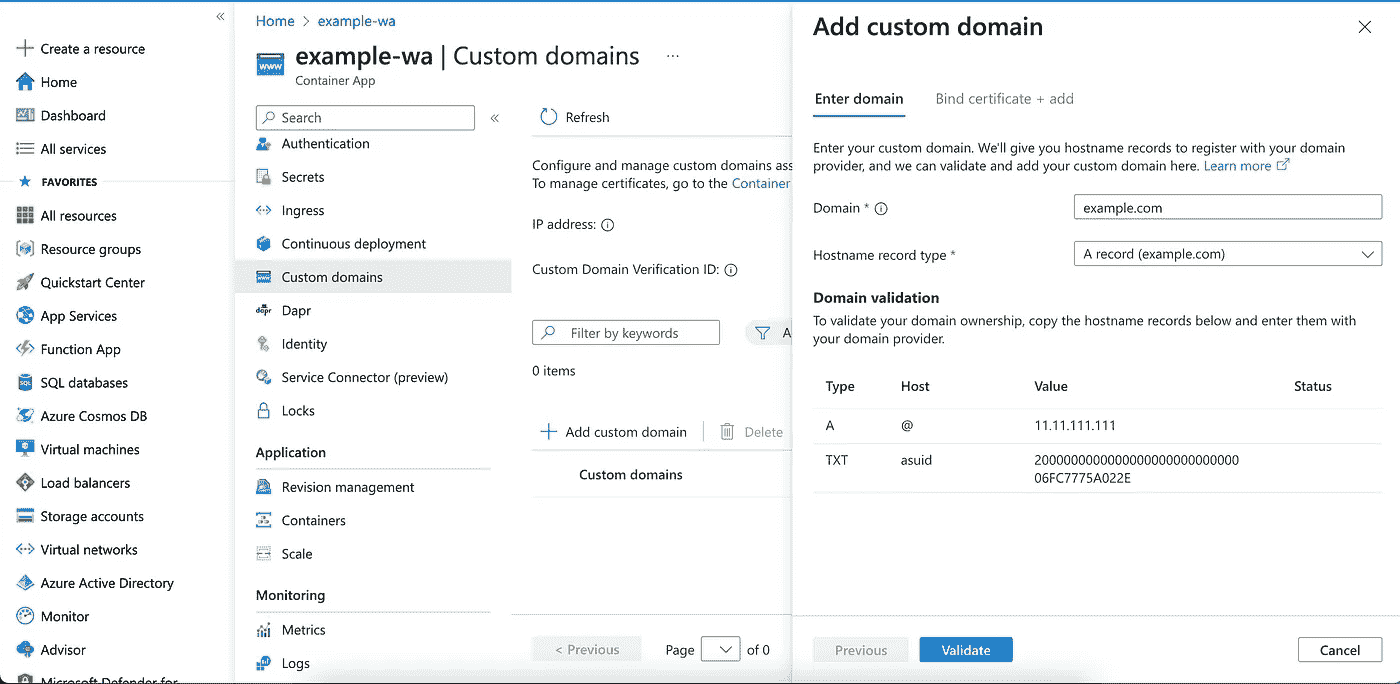 «
Create a resource
Home
Dashboard
All services
FAVORITES
All resources
Resource groups
Quickstart Center
App Services
Function App
SQL databases
Azure Cosmos DB
Virtual machines
Load balancers
Storage accounts
Virtual networks
Azure Active Directory
Monitor
Advisor
Microsoft Defender for
Home > example-wa
www
example-wa | Custom domains ...
Container App
Search «
Authentication
Secrets
Ingress
Continuous deployment
Custom domains
dapr Dapr
Identity
Service Connector (preview)
Locks
Application
Revision management
Containers
Scale
Monitoring
Metrics
Logs
Refresh
Configure and manage custom domains ass
To manage certificates, go to the Container
IP address:
Custom Domain Verification ID:
Filter by keywords A
0 items
Add custom domain Delete
Custom domains
< Previous Page of 0
Add custom domain
Enter domain Bind certificate + add
Enter your custom domain. We'll give you hostname records to register with your domain
provider, and we can validate and add your custom domain here. Learn more
Domain * example.com
Hostname record type * A record (example.com)
Domain validation
To validate your domain ownership, copy the hostname records below and enter them with
your domain provider.
Type Host Value Status
A @ 11.11.111.111
TXT asuid 2000000000000000000000000000
06FC7775A022E
Previous Validate Cancel